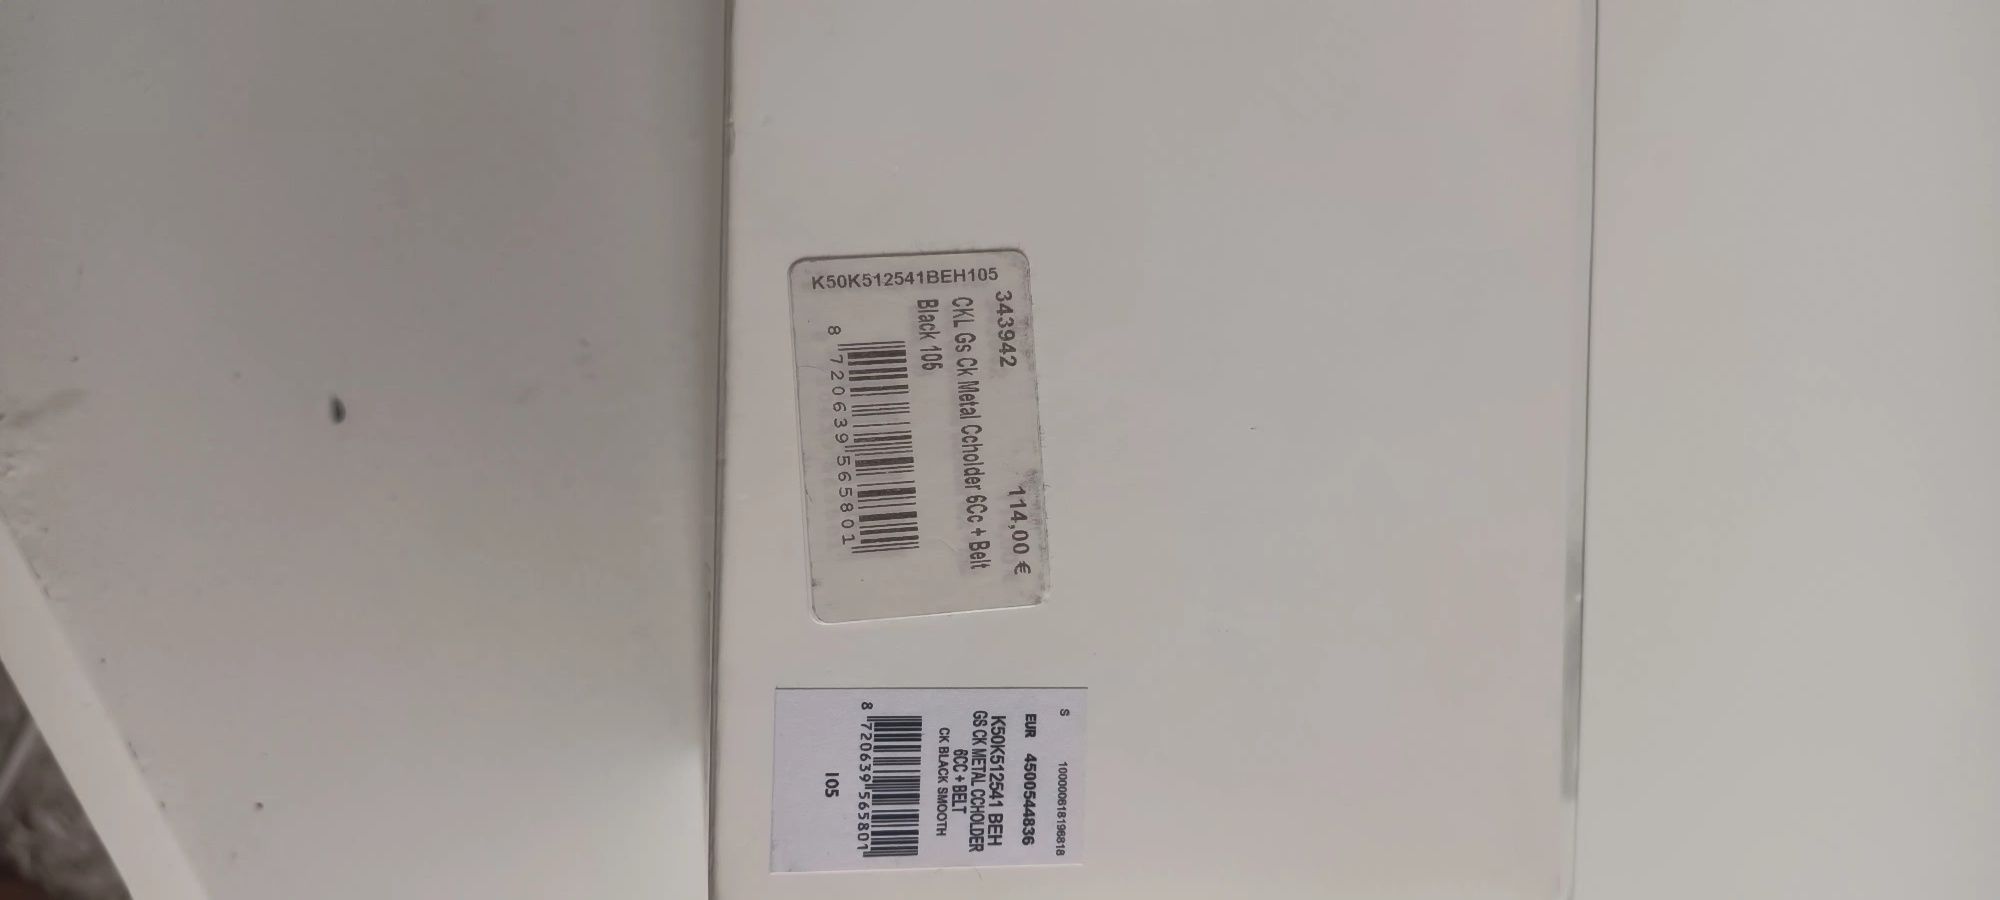 K50K512541BEH105
343942 114,00 €
CKL Gs Ck Metal Ccholder 6Cc + Belt
Black 105
8 720639 565801
S 100000618196818
EUR 4500544836
K50K512541 BEH
GS CK METAL CCHOLDER
6CC + BELT
CK BLACK SMOOTH
8 720639 565801
105